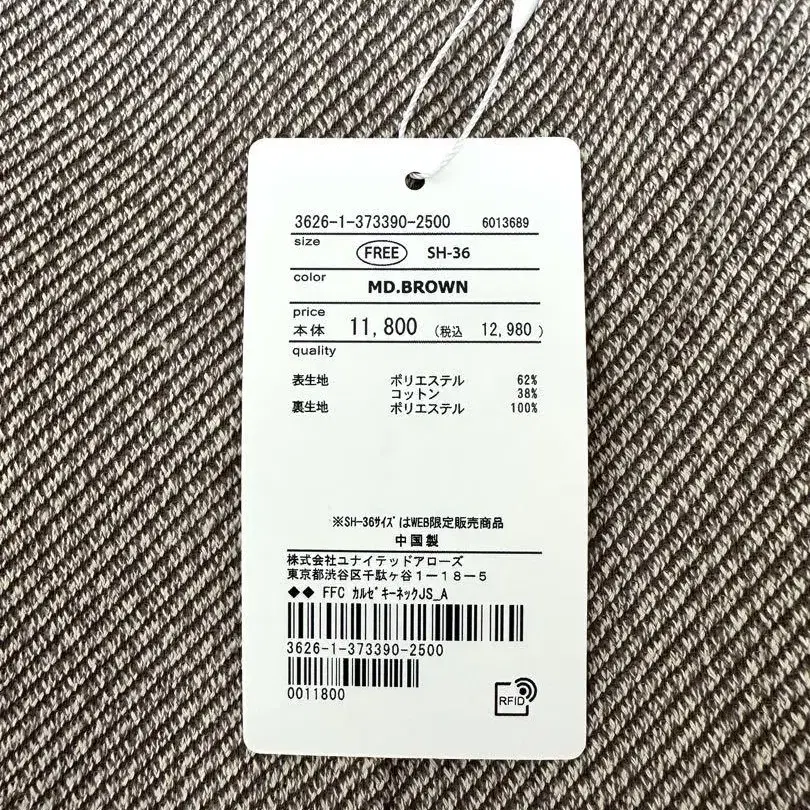 3626-1-373390-2500 6013689
size
FREE SH-36
color
MD.BROWN
price
本体 11,800 (税込 12,980 )
quality
表生地 ポリエステル 62%
コットン 38%
裏生地 ポリエステル 100%
※SH-36ｻｲｽﾞはWEB限定販売商品
中国製
株式会社ユナイテッドアローズ
東京都渋谷区千駄ヶ谷1ー18ー5
◆◆ FFC ｶﾙｾﾞｷｰﾈｯｸJS_A
3626-1-373390-2500
0011800
RFID